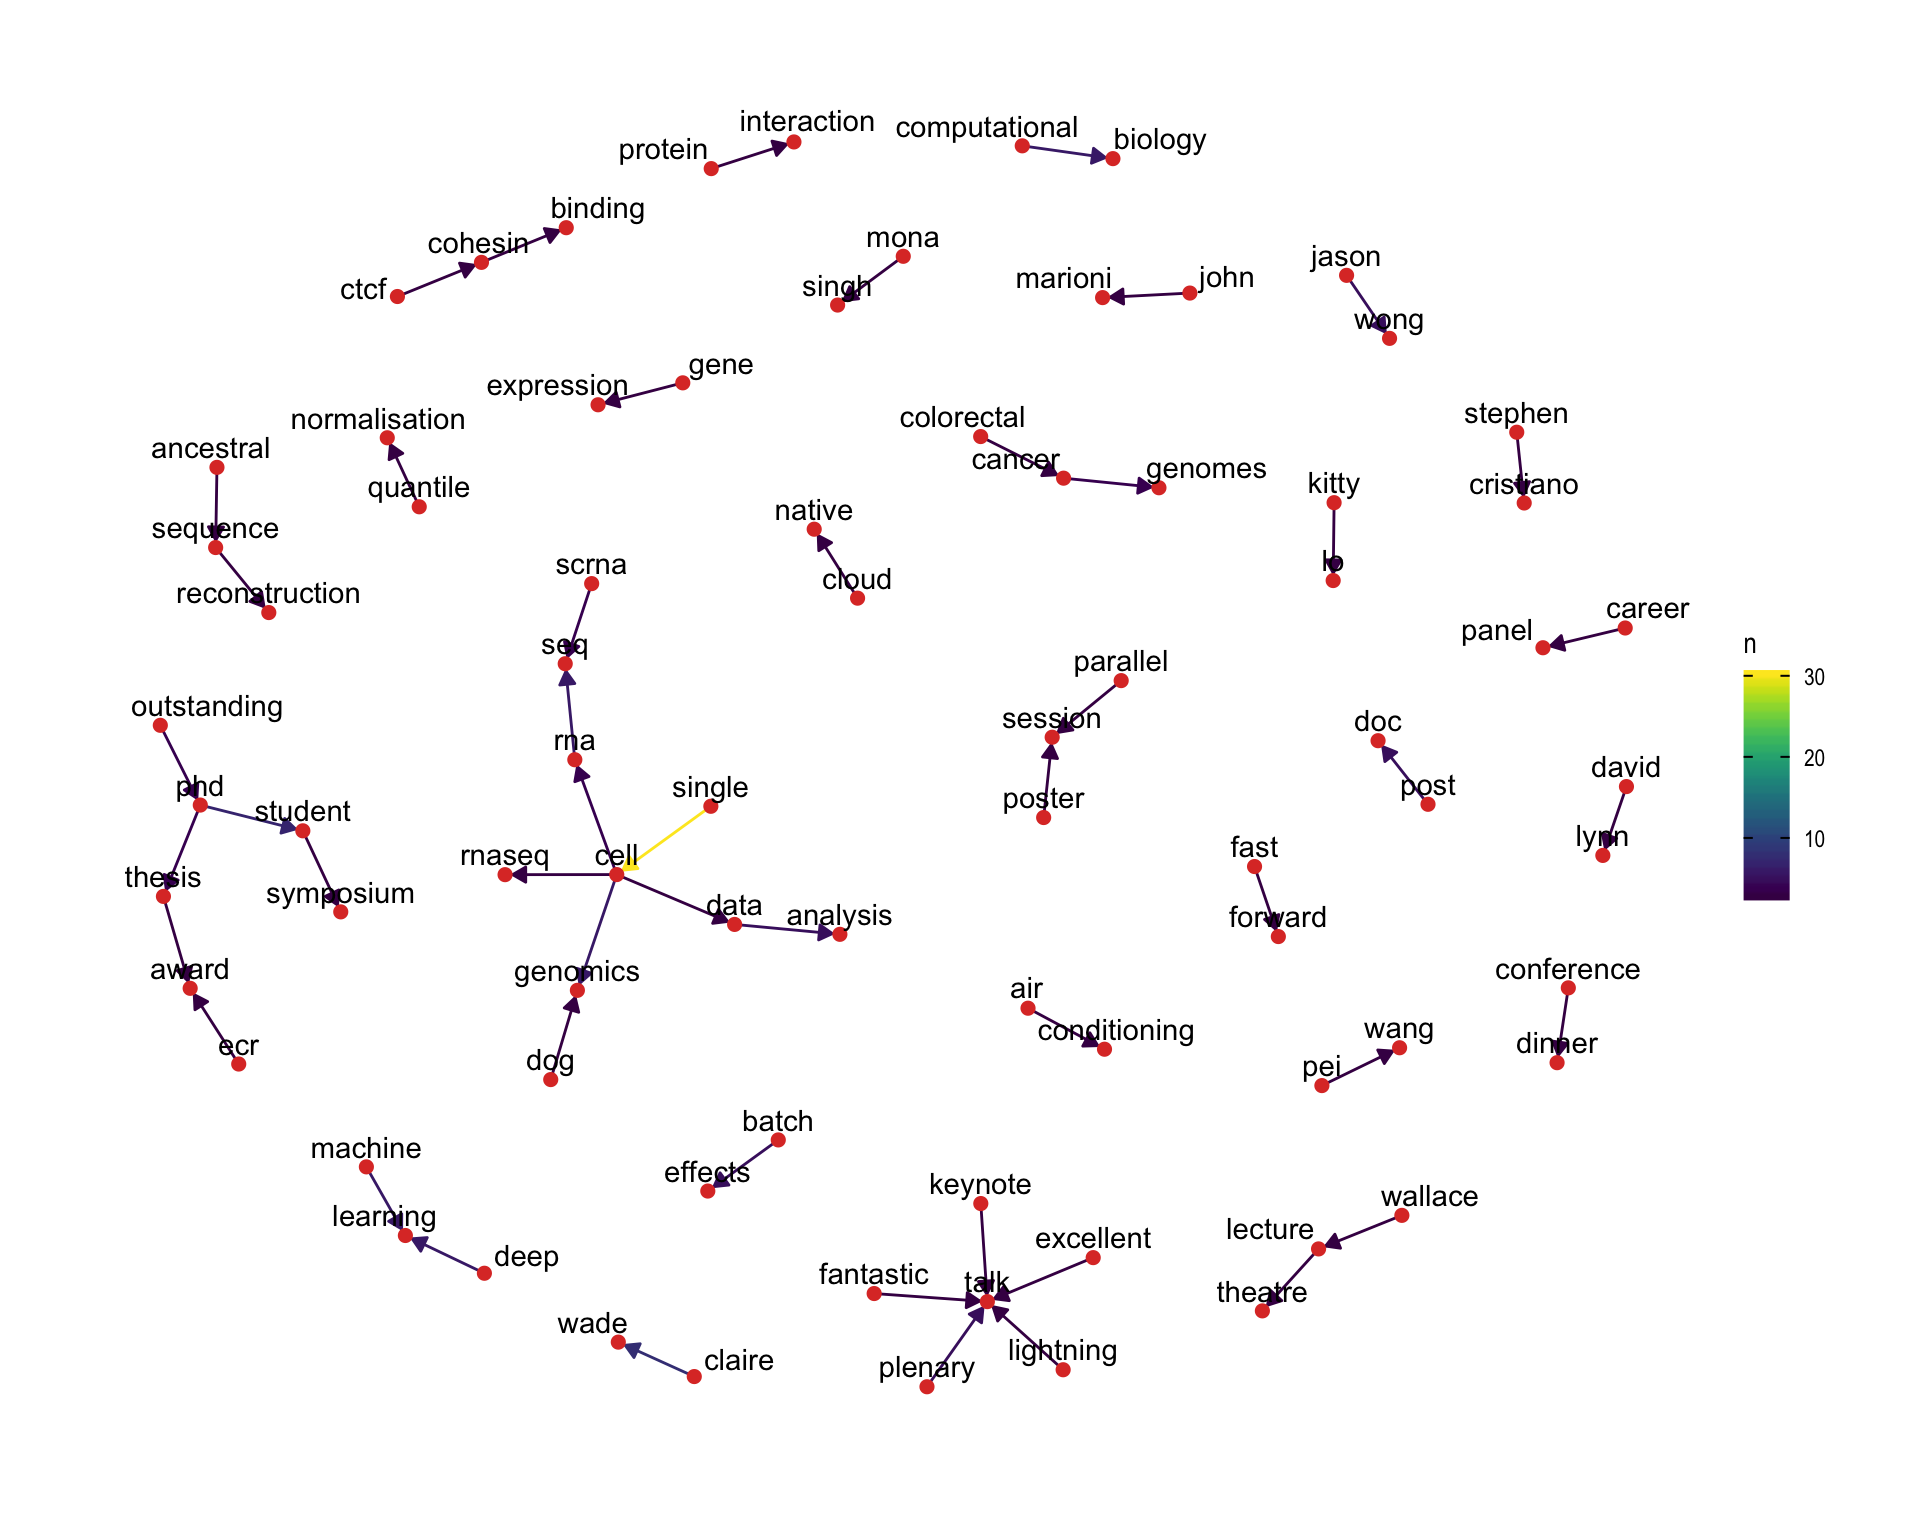 interaction
computational
protein
biology
binding
cohesin
mona
jason
ctcf
singh
marioni
john
wong
gene
expression
normalisation
colorectal
stephen
ancestral
cancer
genomes
quantile
kitty
cristiano
native
sequence
scrna
lo
cloud
reconstruction
career
panel
seq
n
parallel
30
outstanding
session
doc
rna
20
david
phd
single
post
student
poster
10
lynn
rnaseq
cell
fast
thesis
symposium
data
analysis
forward
award
genomics
conference
air
conditioning
wang
ecr
dinner
dog
pei
batch
machine
effects
keynote
wallace
learning
lecture
excellent
deep
fantastic
talk
theatre
wade
claire
plenary
lightning